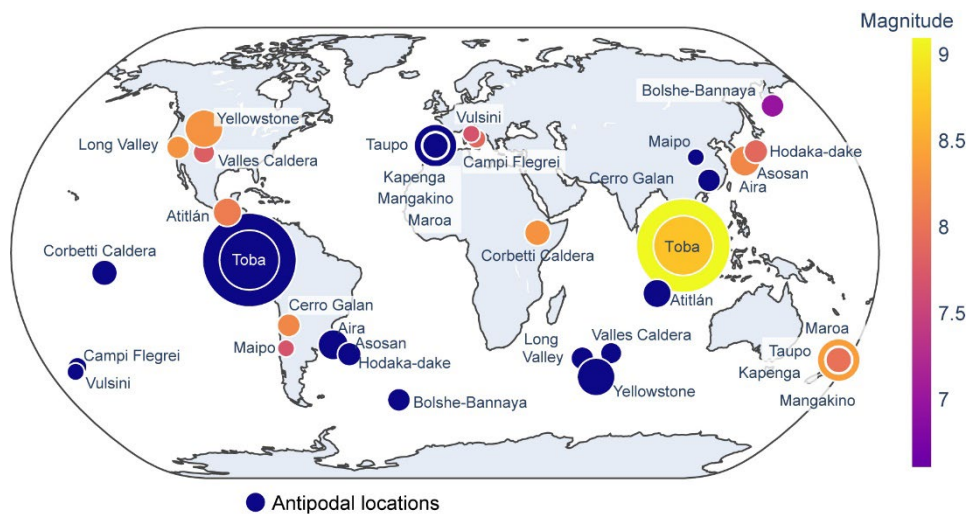 Magnitude
9
8.5
8
7.5
7
Bolshe-Bannaya
Yellowstone
Vulsini
Long Valley
Valles Caldera
Taupo
Campi Flegrei
Maipo
Hodaka-dake
Asosan
Aira
Kapenga
Mangakino
Maroa
Cerro Galan
Atitlán
Corbetti Caldera
Toba
Corbetti Caldera
Toba
Atitlán
Cerro Galan
Aira
Asosan
Hodaka-dake
Maipo
Long
Valley
Valles Caldera
Yellowstone
Maroa
Taupo
Kapenga
Mangakino
Campi Flegrei
Vulsini
Bolshe-Bannaya
Antipodal locations